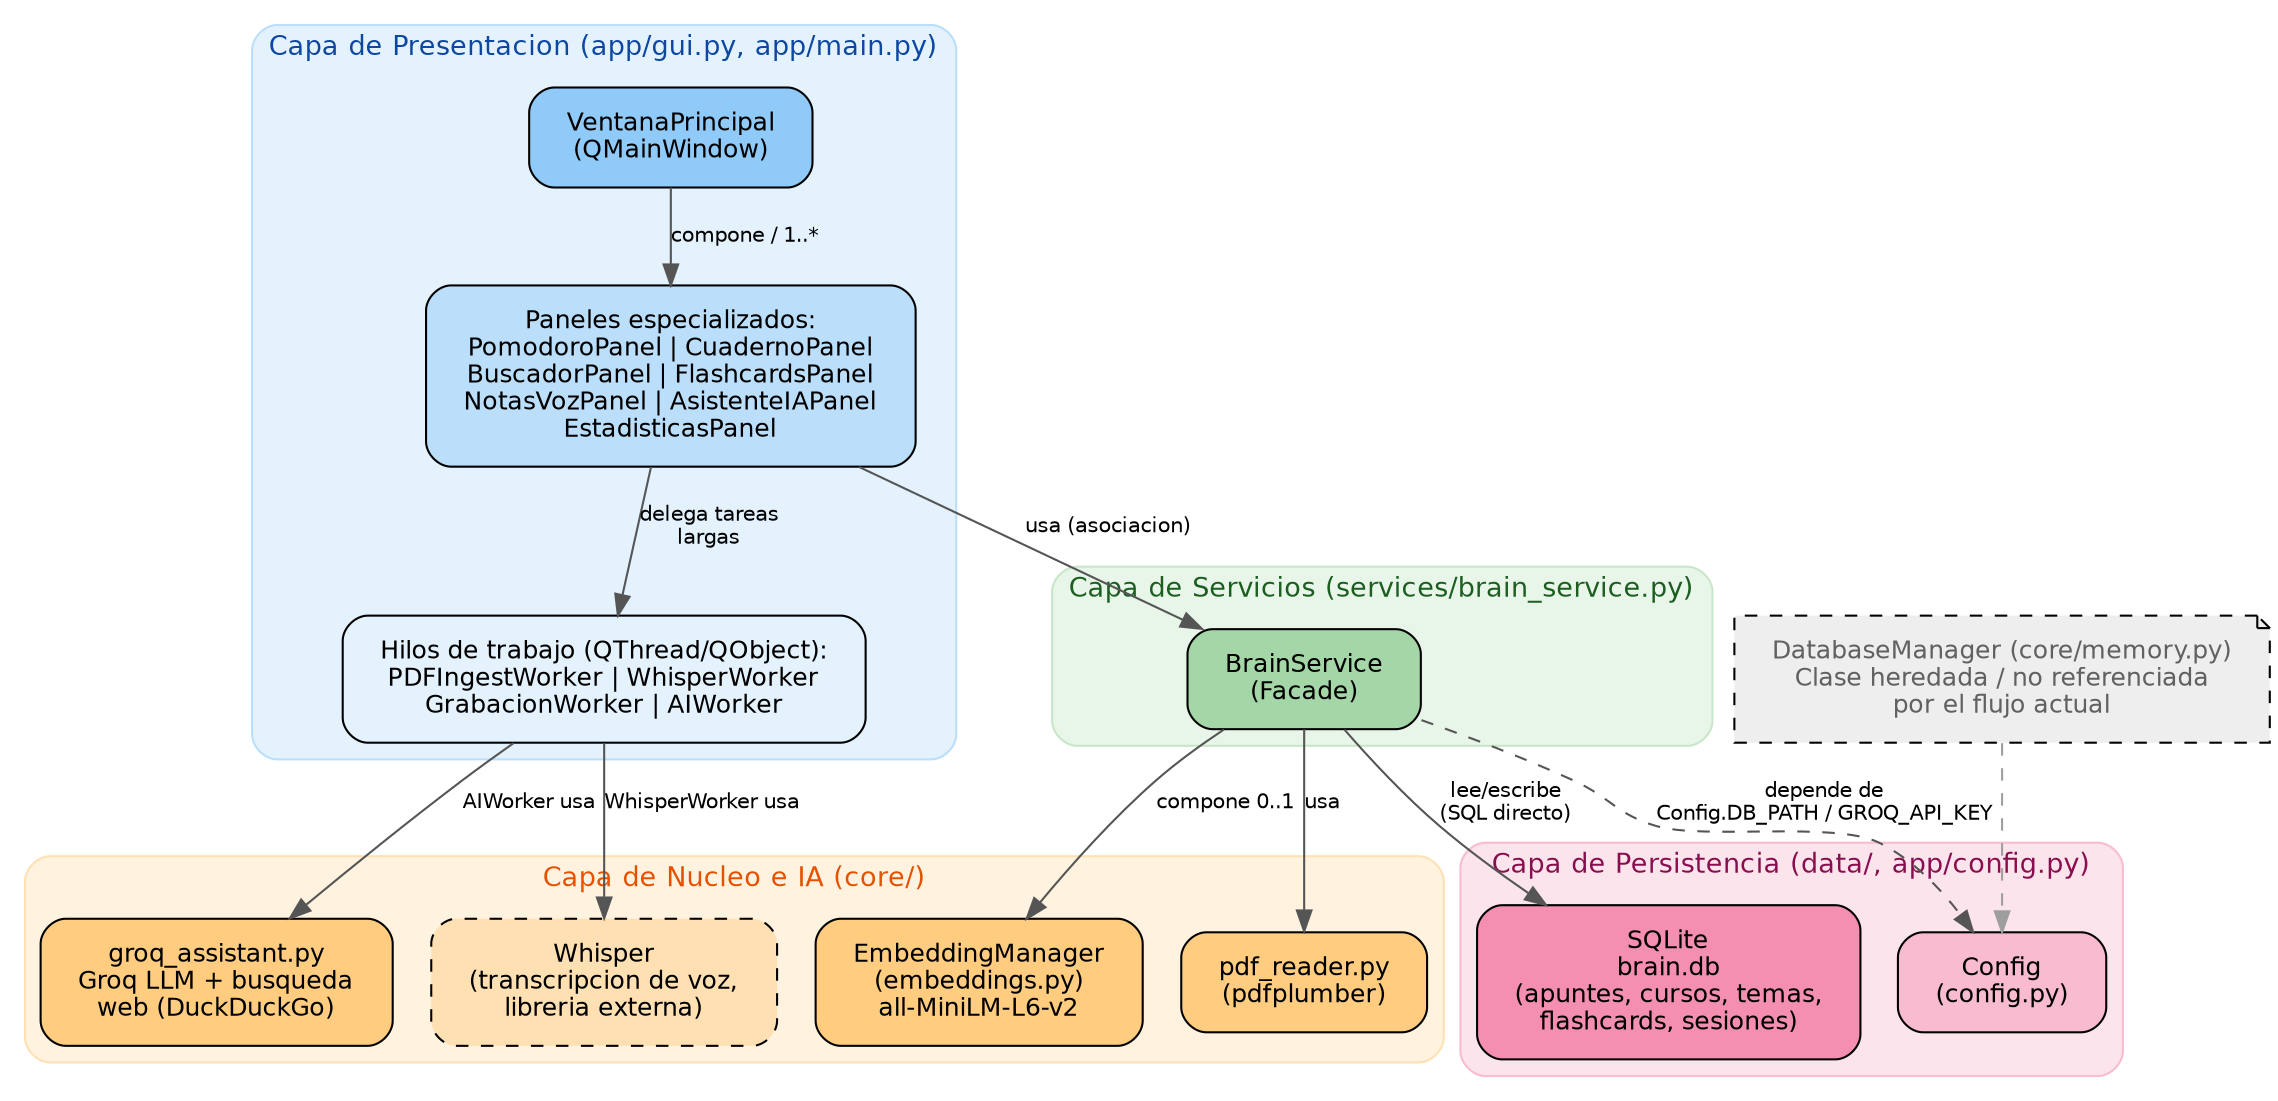 Capa de Presentacion (app/gui.py, app/main.py)
VentanaPrincipal
(QMainWindow)
compone / 1..*
Paneles especializados:
PomodoroPanel | CuadernoPanel
BuscadorPanel | FlashcardsPanel
NotasVozPanel | AsistenteIAPanel
EstadisticasPanel
delega tareas
largas
usa (asociacion)
Hilos de trabajo (QThread/QObject):
PDFIngestWorker | WhisperWorker
GrabacionWorker | AIWorker
Capa de Servicios (services/brain_service.py)
BrainService
(Facade)
DatabaseManager (core/memory.py)
Clase heredada / no referenciada
por el flujo actual
AIWorker usa
WhisperWorker usa
compone 0..1
usa
lee/escribe
(SQL directo)
depende de
Config.DB_PATH / GROQ_API_KEY
Capa de Nucleo e IA (core/)
groq_assistant.py
Groq LLM + busqueda
web (DuckDuckGo)
Whisper
(transcripcion de voz,
libreria externa)
EmbeddingManager
(embeddings.py)
all-MiniLM-L6-v2
pdf_reader.py
(pdfplumber)
Capa de Persistencia (data/, app/config.py)
SQLite
brain.db
(apuntes, cursos, temas,
flashcards, sesiones)
Config
(config.py)